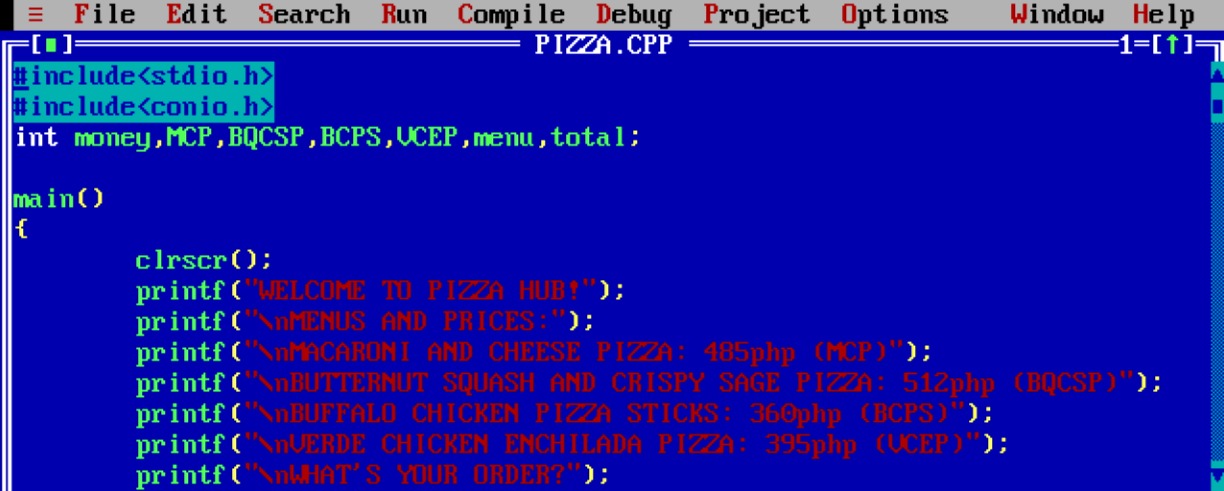 ≡ File Edit Search Run Compile Debug Project Options Window Help
[■] PIZZA.CPP 1=[↑]
#include<stdio.h>
#include<conio.h>
int money,MCP,BQCSP,BCPS,VCEP,menu,total;
main()
{
clrscr();
printf("WELCOME TO PIZZA HUB!");
printf("\nMENUS AND PRICES:");
printf("\nMACARONI AND CHEESE PIZZA: 485php (MCP)");
printf("\nBUTTERNUT SQUASH AND CRISPY SAGE PIZZA: 512php (BQCSP)");
printf("\nBUFFALO CHICKEN PIZZA STICKS: 360php (BCPS)");
printf("\nVERDE CHICKEN ENCHILADA PIZZA: 395php (VCEP)");
printf("\nWHAT'S YOUR ORDER?");